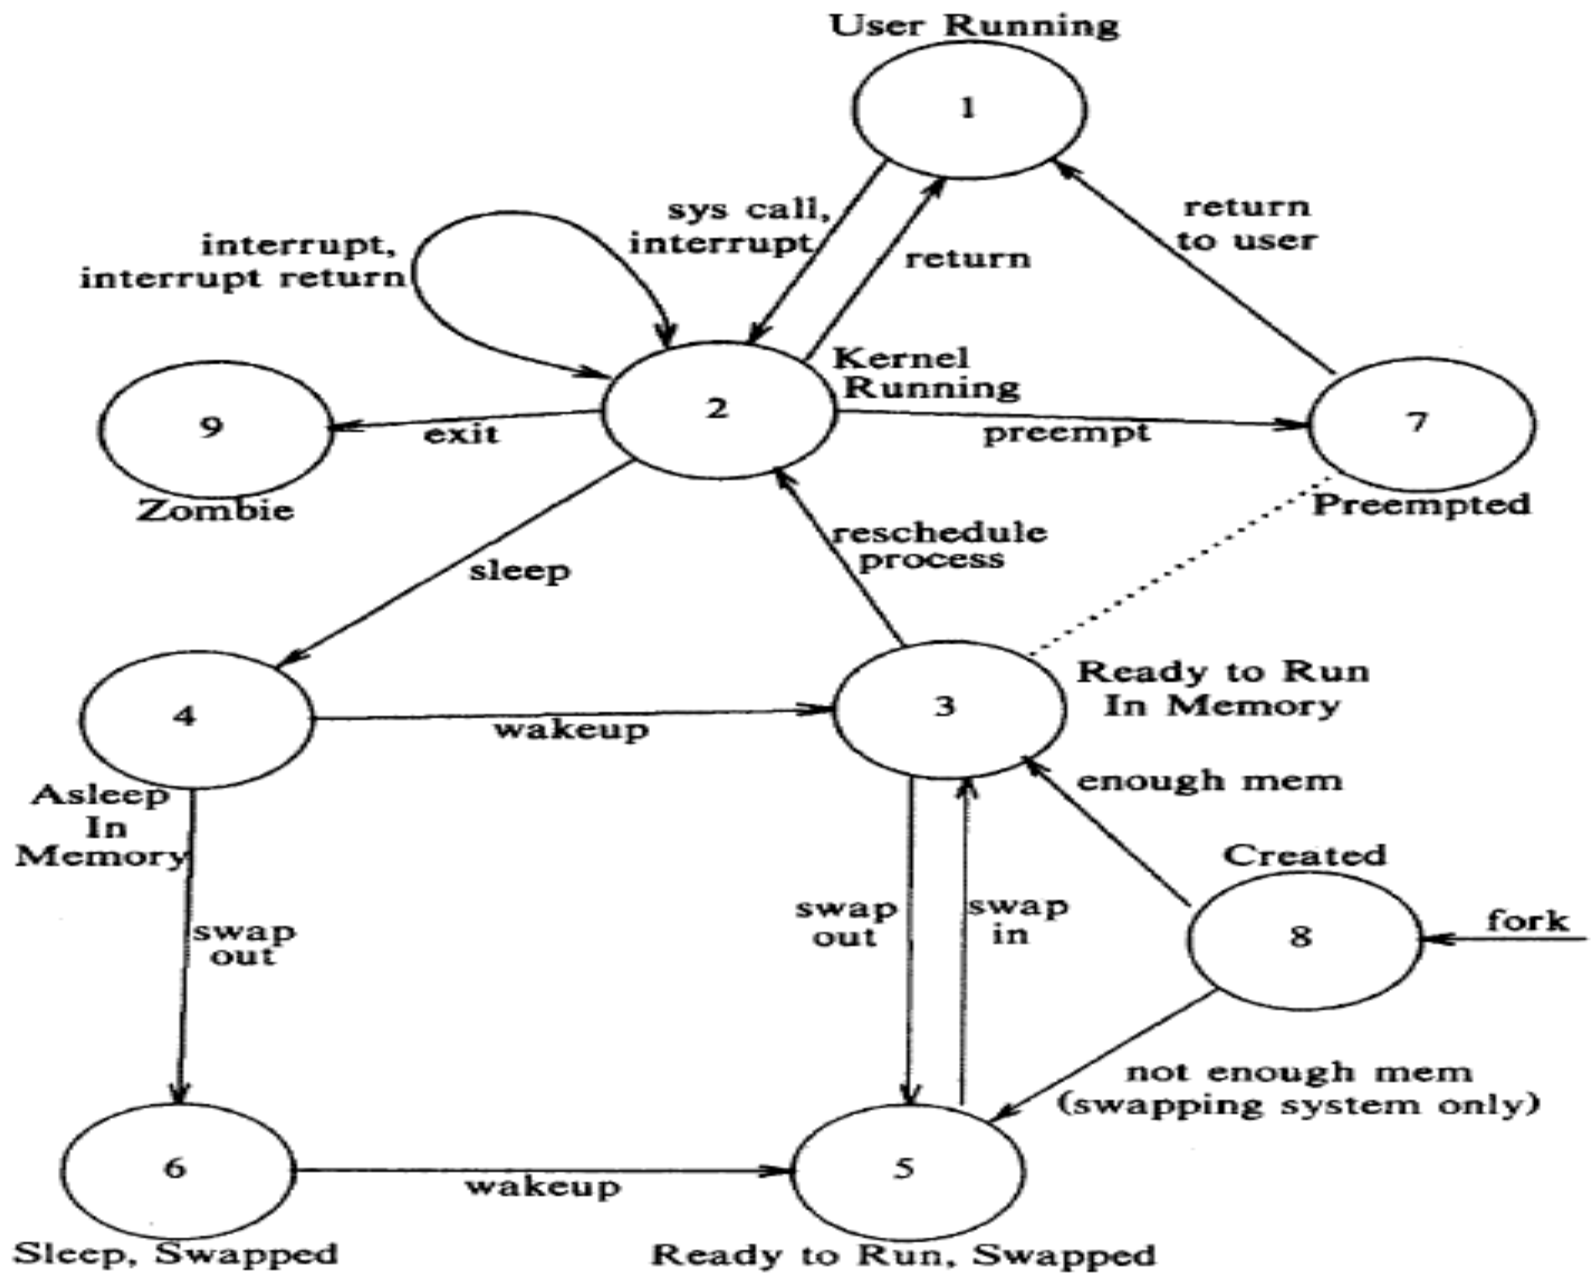 User Running
1
sys call,
interrupt
return
return
to user
interrupt,
interrupt return
Kernel
Running
2
9
exit
Zombie
preempt
7
Preempted
sleep
reschedule
process
4
wakeup
3
Ready to Run
In Memory
Asleep
In
Memory
enough mem
Created
swap
out
swap
out
swap
in
8
fork
not enough mem
(swapping system only)
6
wakeup
5
Sleep, Swapped
Ready to Run, Swapped